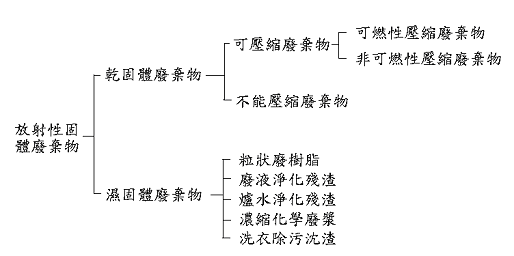 可燃性壓縮廢棄物
可壓縮廢棄物
非可燃性壓縮廢棄物
乾固體廢棄物
不能壓縮廢棄物
放射性固
體廢棄物
粒狀廢樹脂
廢液淨化殘渣
濕固體廢棄物
爐水淨化殘渣
濃縮化學廢漿
洗衣除污沈渣